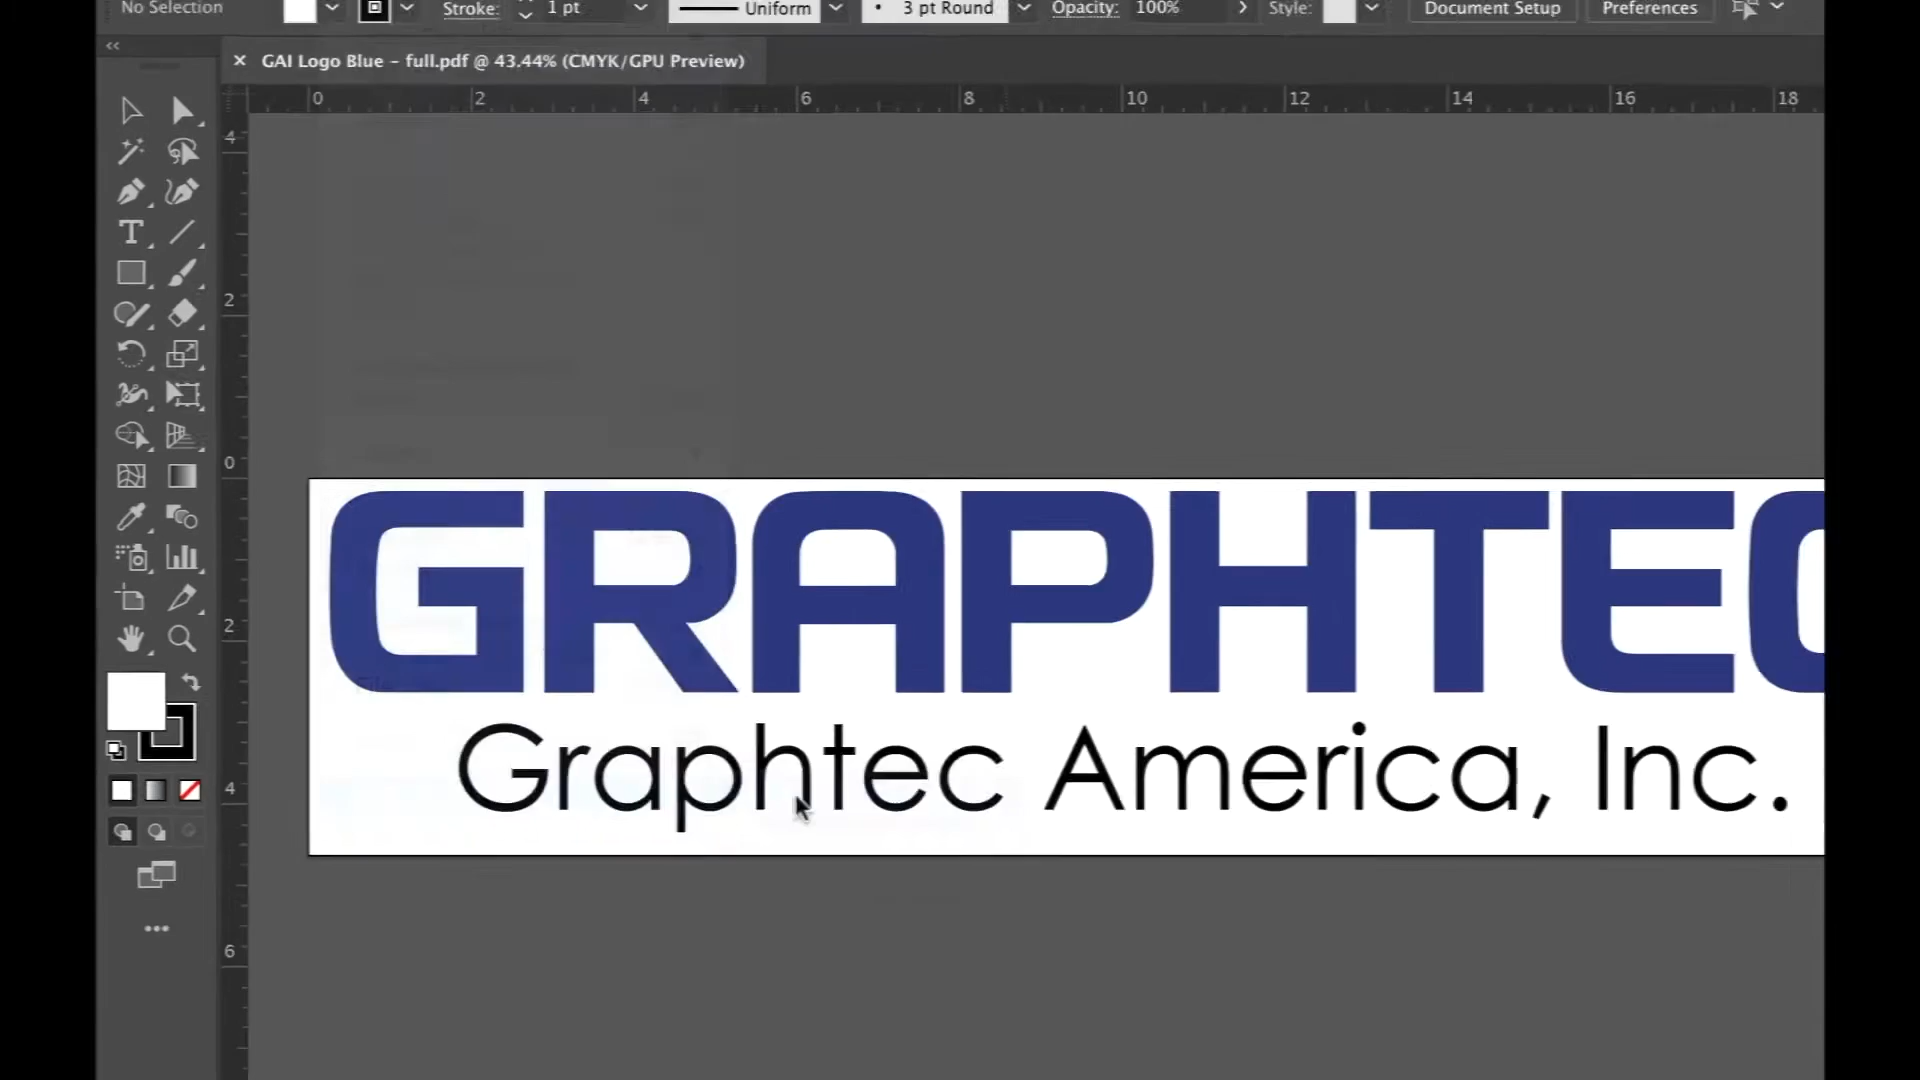 No Selection Stroke: 1 pt Uniform 3 pt Round Opacity: 100% Style: Document Setup Preferences
GAI Logo Blue - full.pdf @ 43.44% (CMYK/GPU Preview)
0 2 4 6 8 10 12 14 16 18
4
2
0
2
4
6
GRAPHTEC
Graphtec America, Inc.